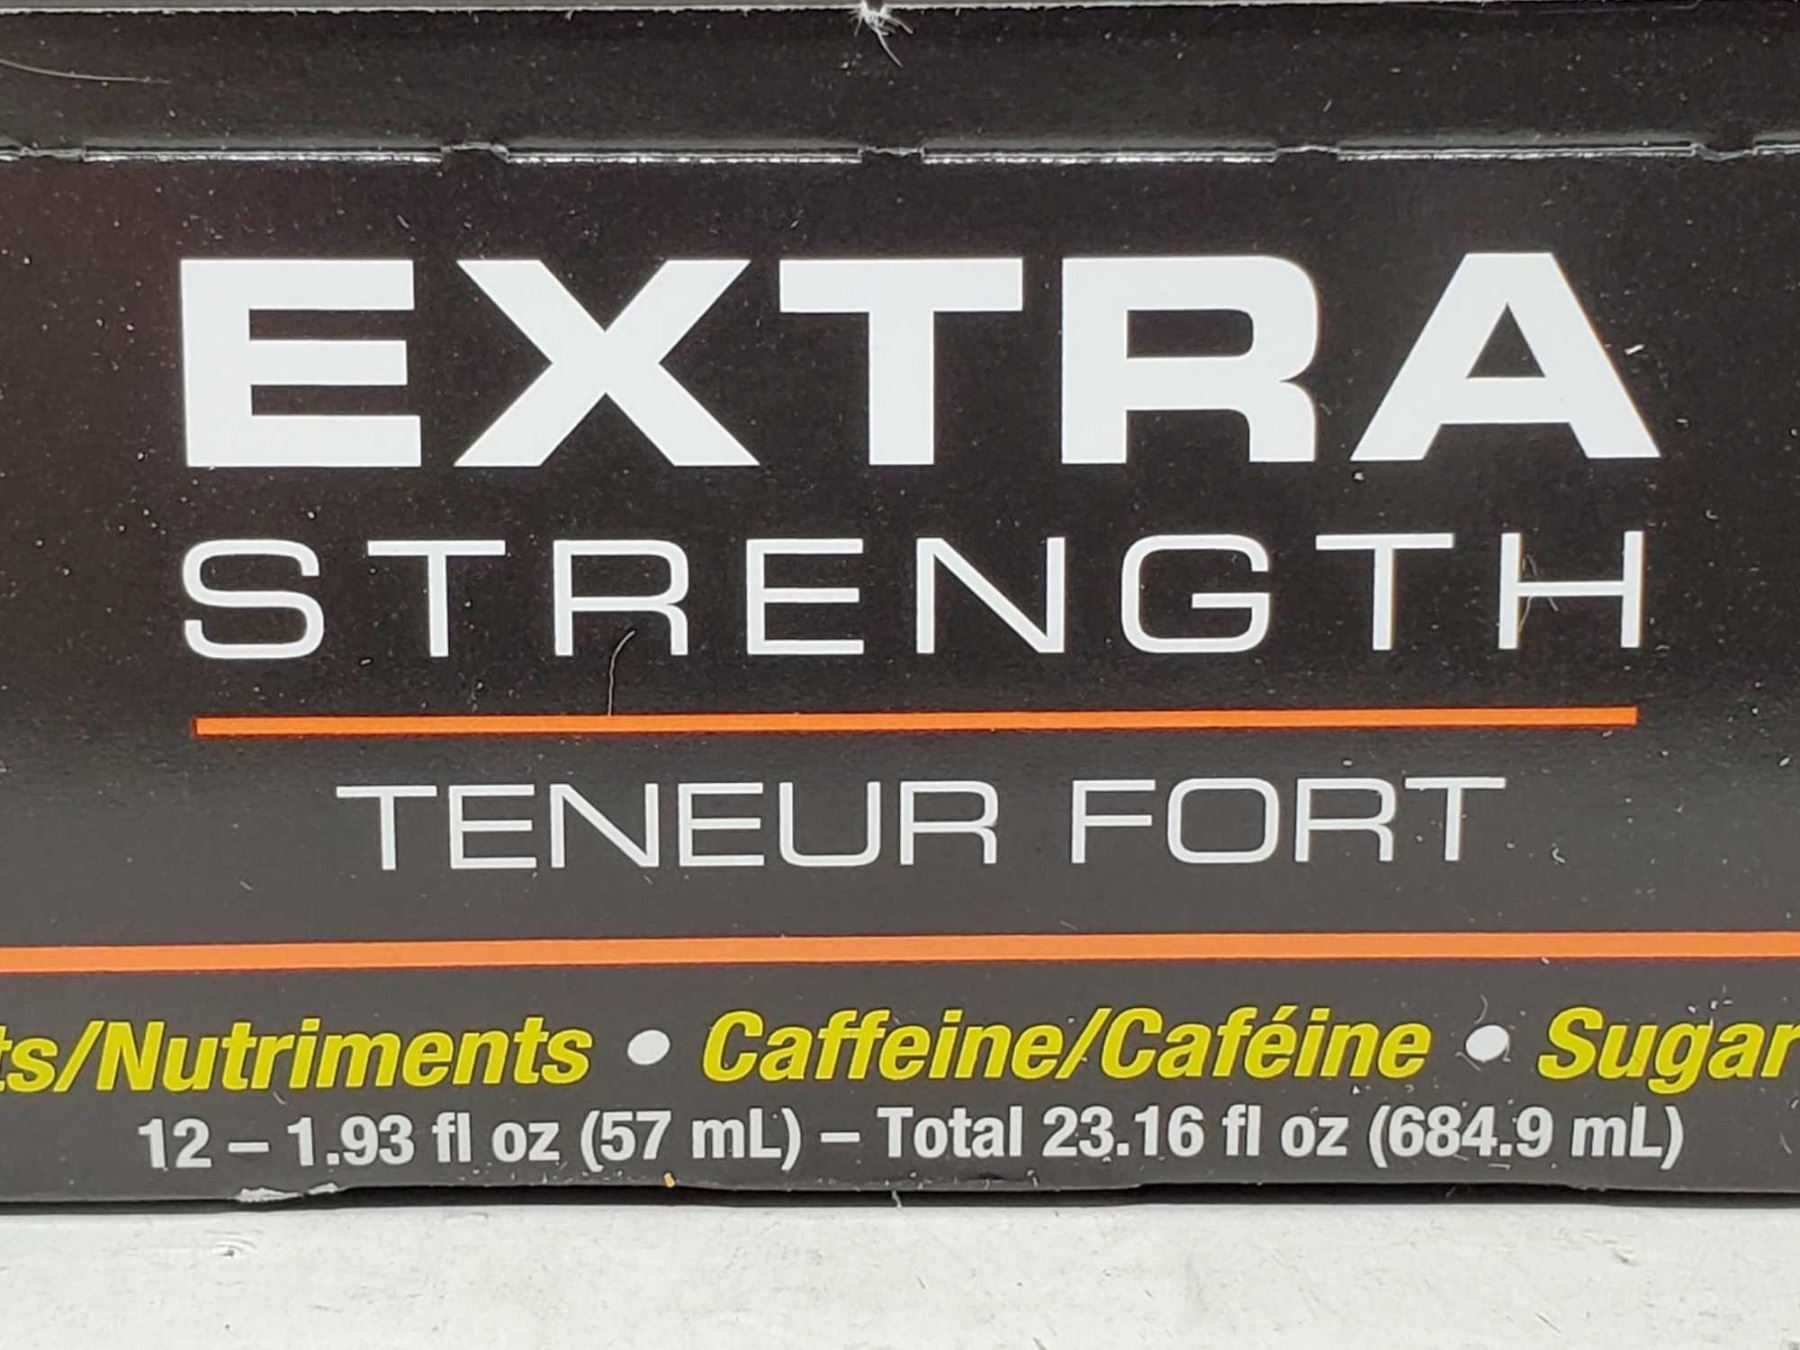 EXTRA
STRENGTH
TENEUR FORT
ts/Nutriments • Caffeine/Caféine • Sugar
12 – 1.93 fl oz (57 mL) – Total 23.16 fl oz (684.9 mL)